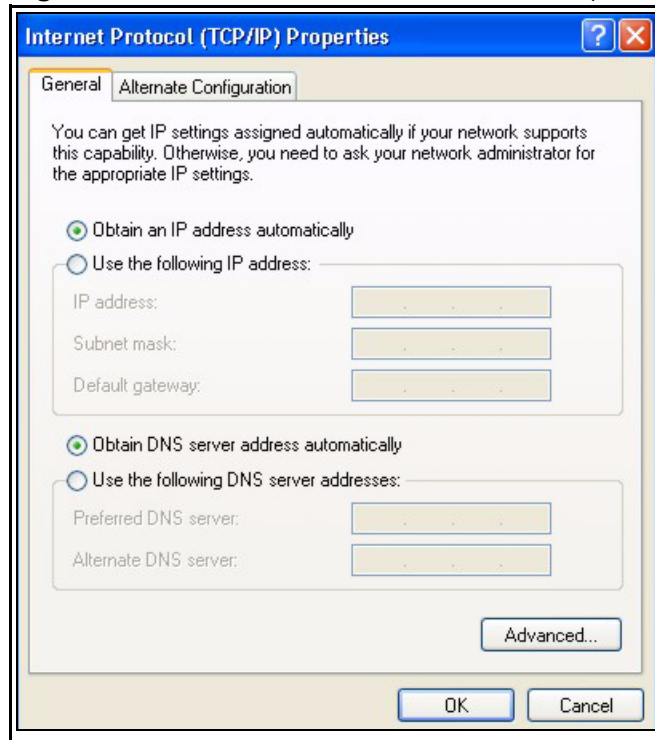 Internet Protocol (TCP/IP) Properties
General
Alternate Configuration
You can get IP settings assigned automatically if your network supports
this capability. Otherwise, you need to ask your network administrator for
the appropriate IP settings.
Obtain an IP address automatically
Use the following IP address:
IP address:
Subnet mask:
Default gateway:
Obtain DNS server address automatically
Use the following DNS server addresses:
Preferred DNS server:
Alternate DNS server:
Advanced...
OK
Cancel